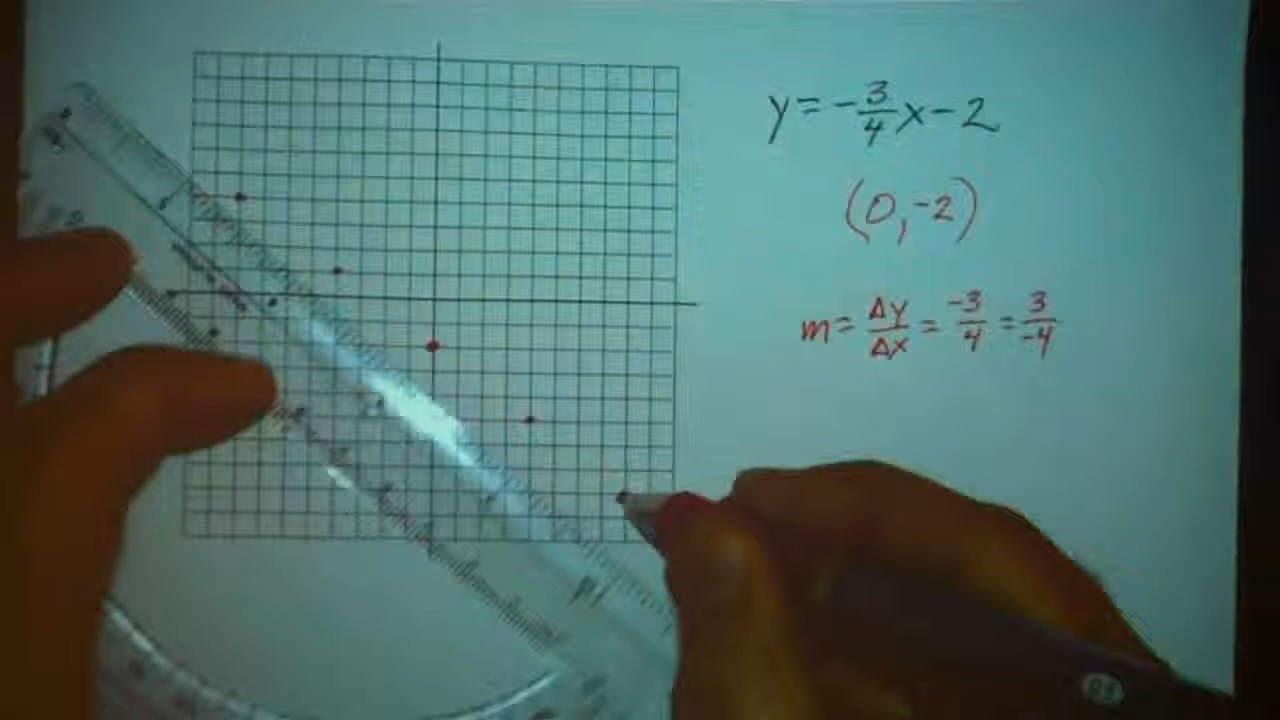 y = -3/4 x - 2
(0, -2)
m = Δy/Δx = -3/4 = 3/-4